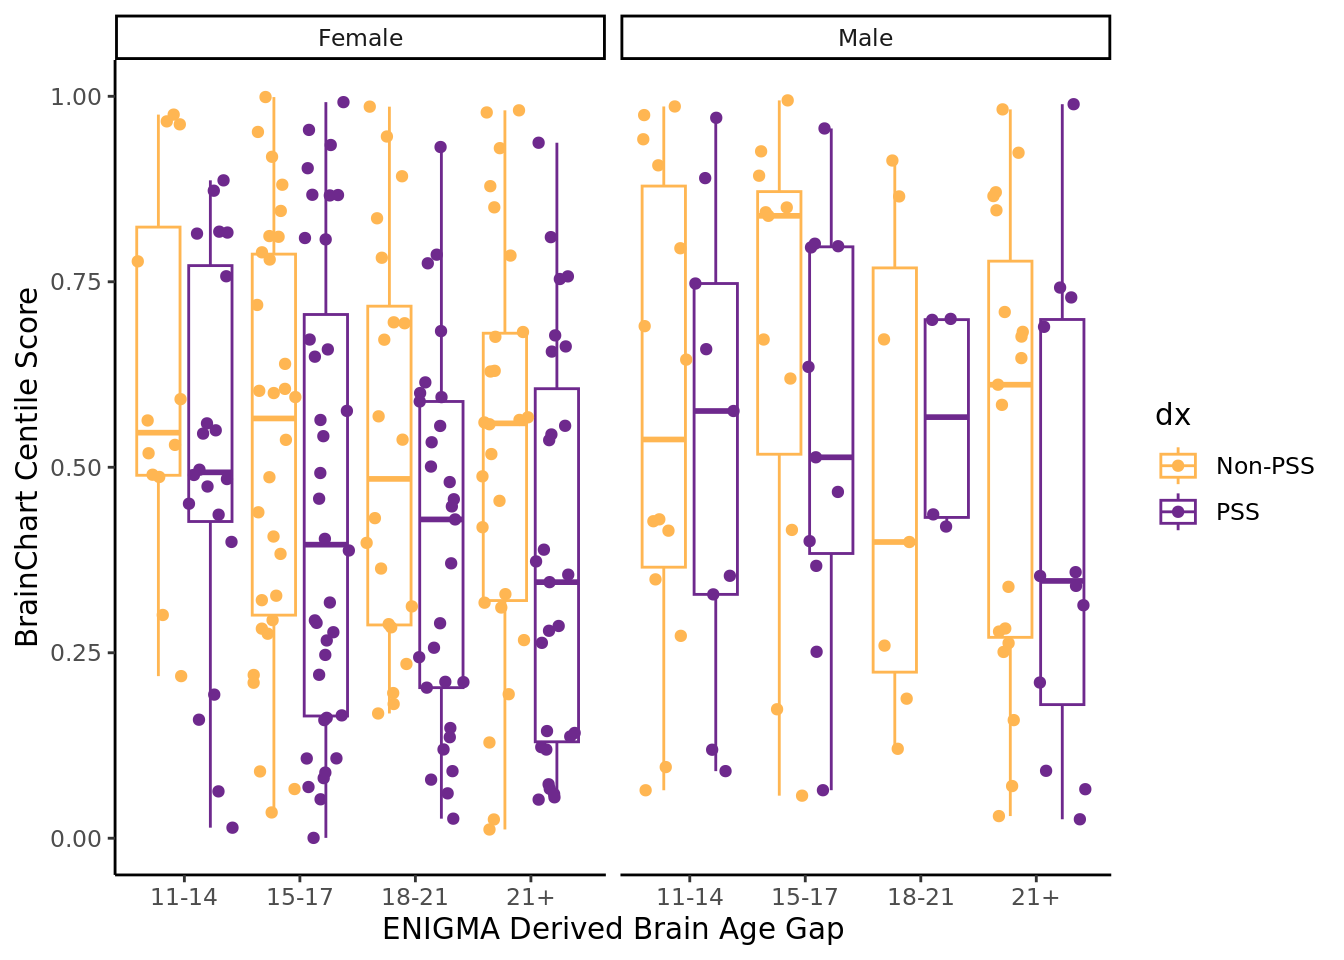 Female
Male
BrainChart Centile Score
1.00
0.75
0.50
0.25
0.00
11-14
15-17
18-21
21+
11-14
15-17
18-21
21+
ENIGMA Derived Brain Age Gap
dx
Non-PSS
PSS